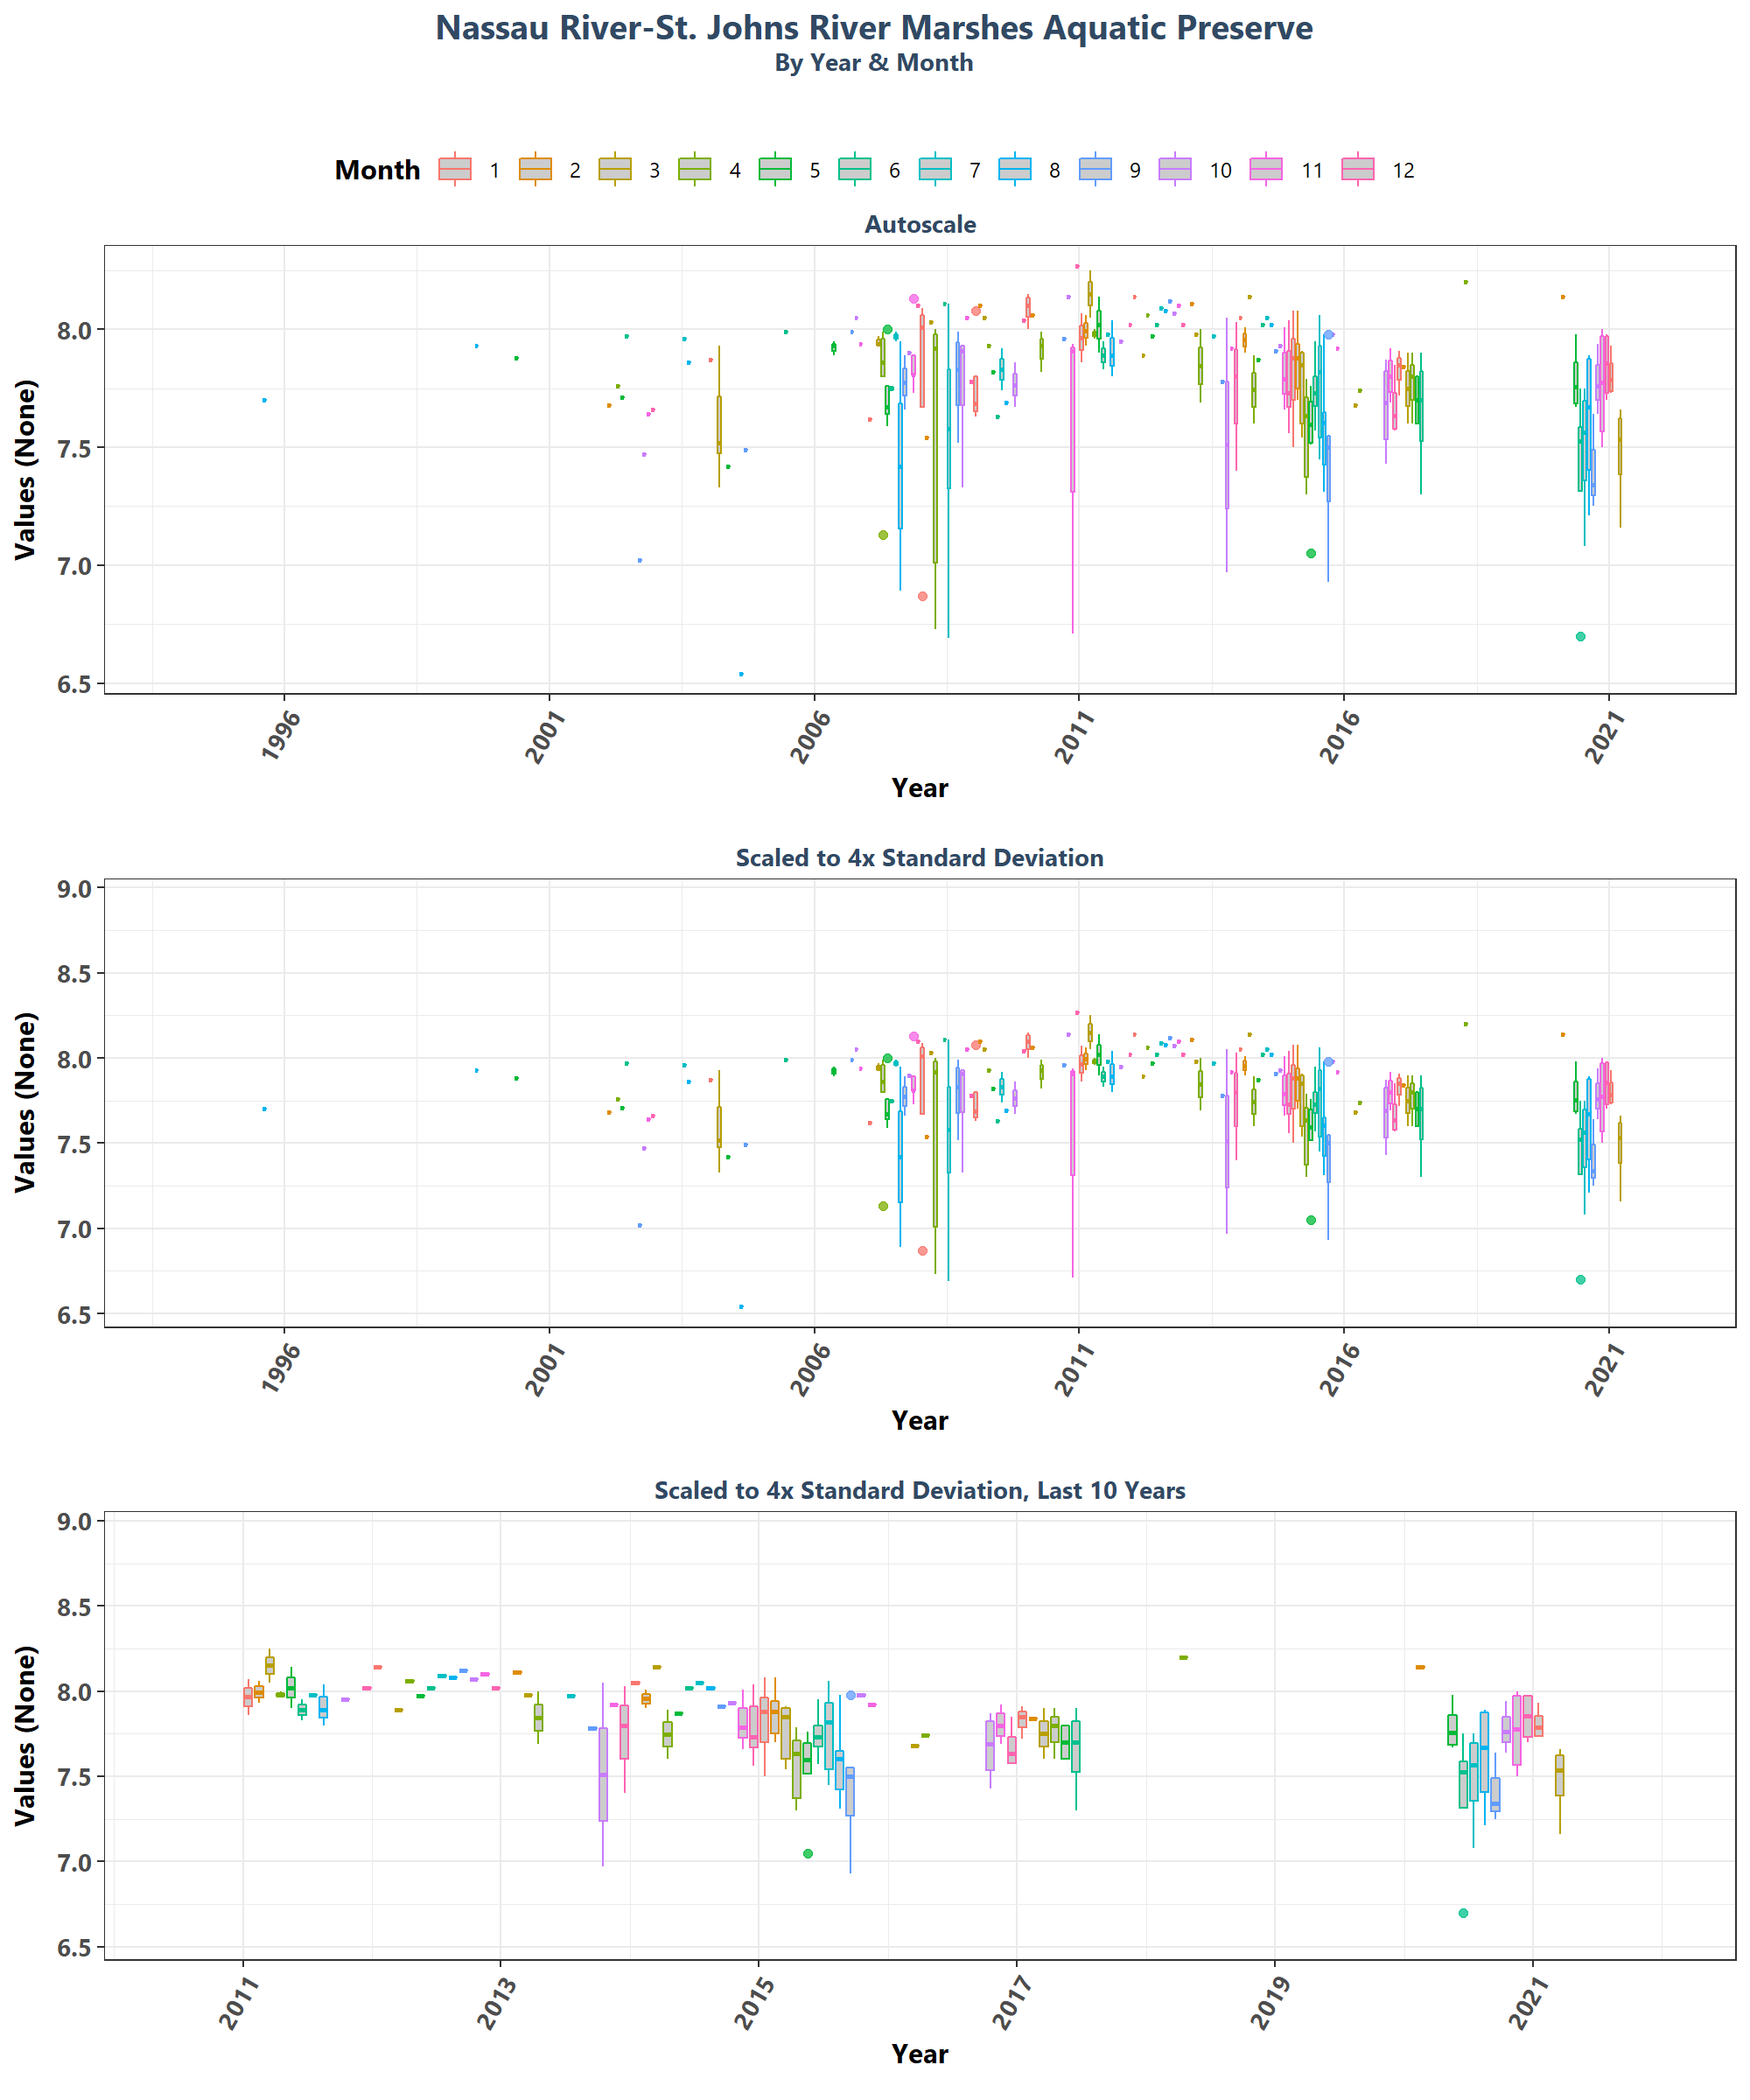 Nassau River-St. Johns River Marshes Aquatic Preserve
By Year & Month
Month 1 2 3 4 5 6 7 8 9 10 11 12
Autoscale
Values (None)
8.0
7.5
7.0
6.5
1996 2001 2006 2011 2016 2021
Year
Scaled to 4x Standard Deviation
Values (None)
9.0
8.5
8.0
7.5
7.0
6.5
1996 2001 2006 2011 2016 2021
Year
Scaled to 4x Standard Deviation, Last 10 Years
Values (None)
9.0
8.5
8.0
7.5
7.0
6.5
2011 2013 2015 2017 2019 2021
Year